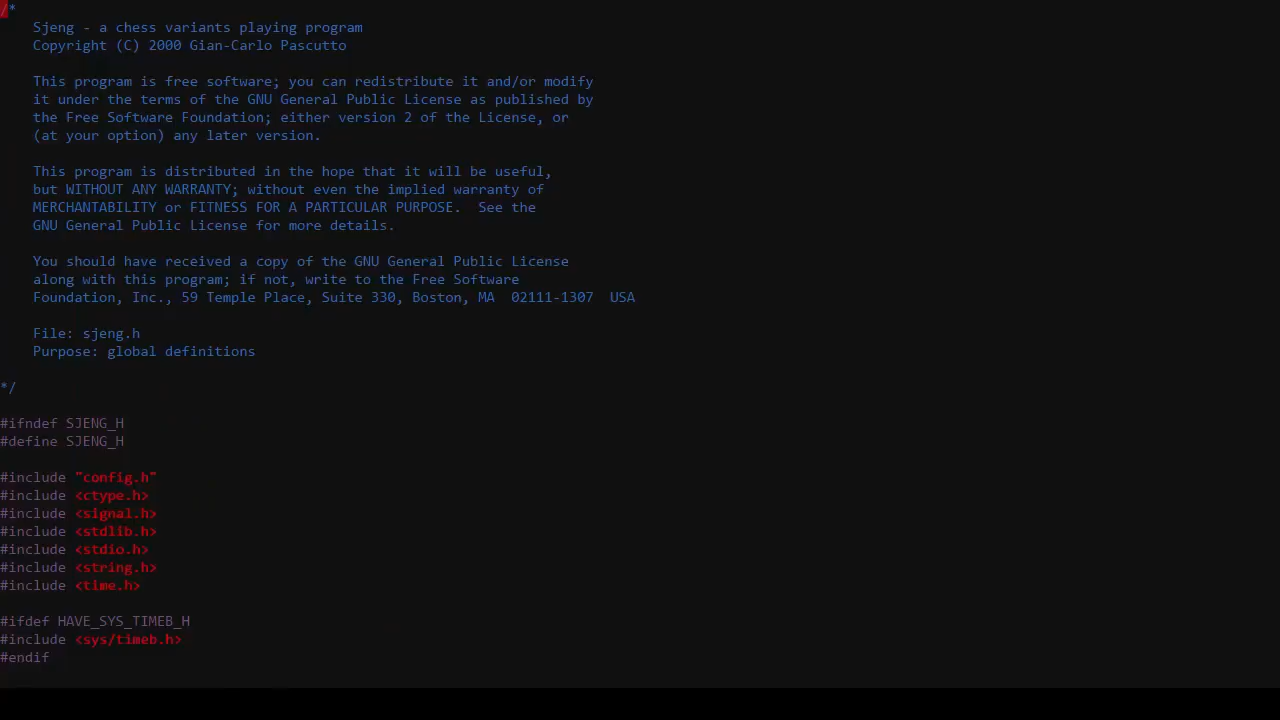 /*
Sjeng - a chess variants playing program
Copyright (C) 2000 Gian-Carlo Pascutto
This program is free software; you can redistribute it and/or modify
it under the terms of the GNU General Public License as published by
the Free Software Foundation; either version 2 of the License, or
(at your option) any later version.
This program is distributed in the hope that it will be useful,
but WITHOUT ANY WARRANTY; without even the implied warranty of
MERCHANTABILITY or FITNESS FOR A PARTICULAR PURPOSE.  See the
GNU General Public License for more details.
You should have received a copy of the GNU General Public License
along with this program; if not, write to the Free Software
Foundation, Inc., 59 Temple Place, Suite 330, Boston, MA  02111-1307  USA
File: sjeng.h
Purpose: global definitions
*/
#ifndef SJENG_H
#define SJENG_H
#include "config.h"
#include <ctype.h>
#include <signal.h>
#include <stdlib.h>
#include <stdio.h>
#include <string.h>
#include <time.h>
#ifdef HAVE_SYS_TIMEB_H
#include <sys/timeb.h>
#endif